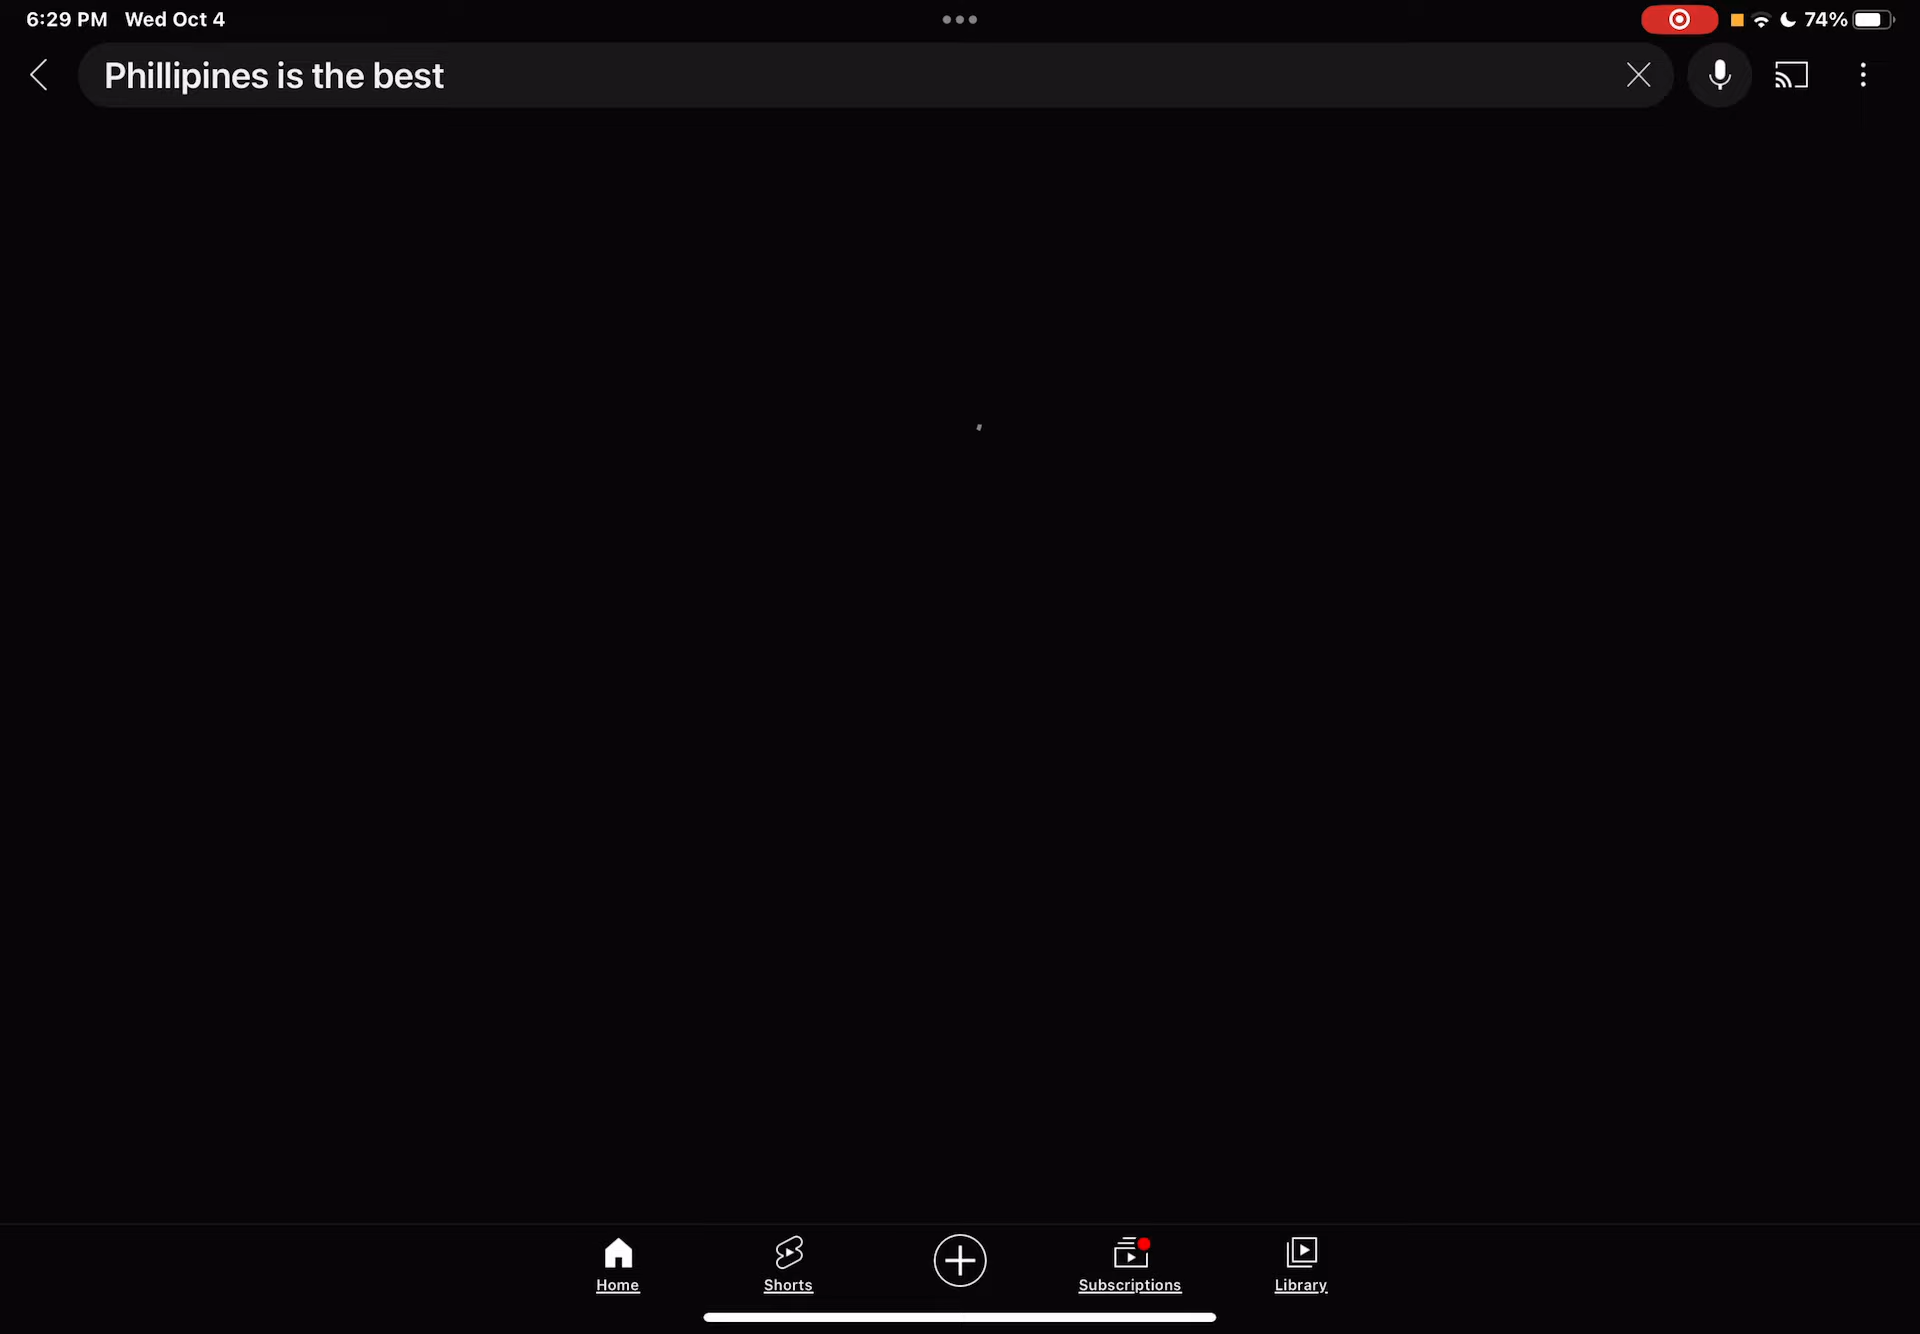 6:29 PM Wed Oct 4
74%
Phillipines is the best
Home
Shorts
Subscriptions
Library